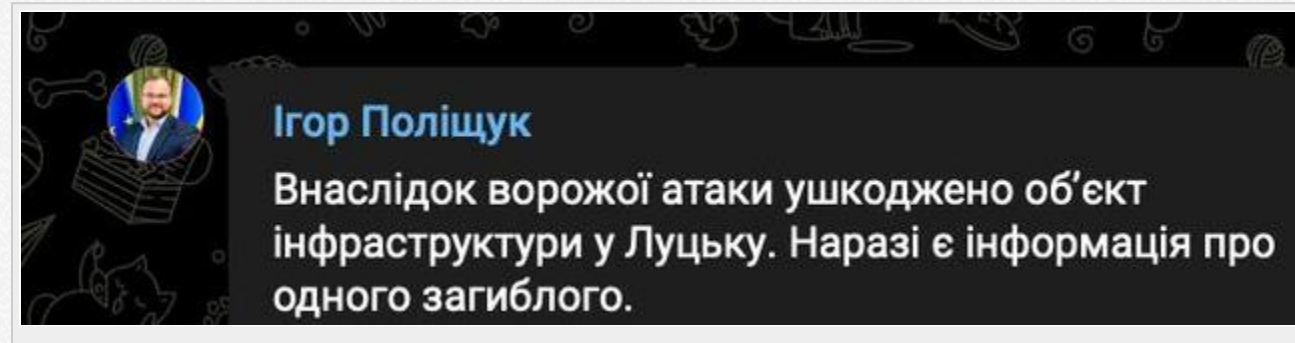 Ігор Поліщук
Внаслідок ворожої атаки ушкоджено об’єкт
інфраструктури у Луцьку. Наразі є інформація про
одного загиблого.